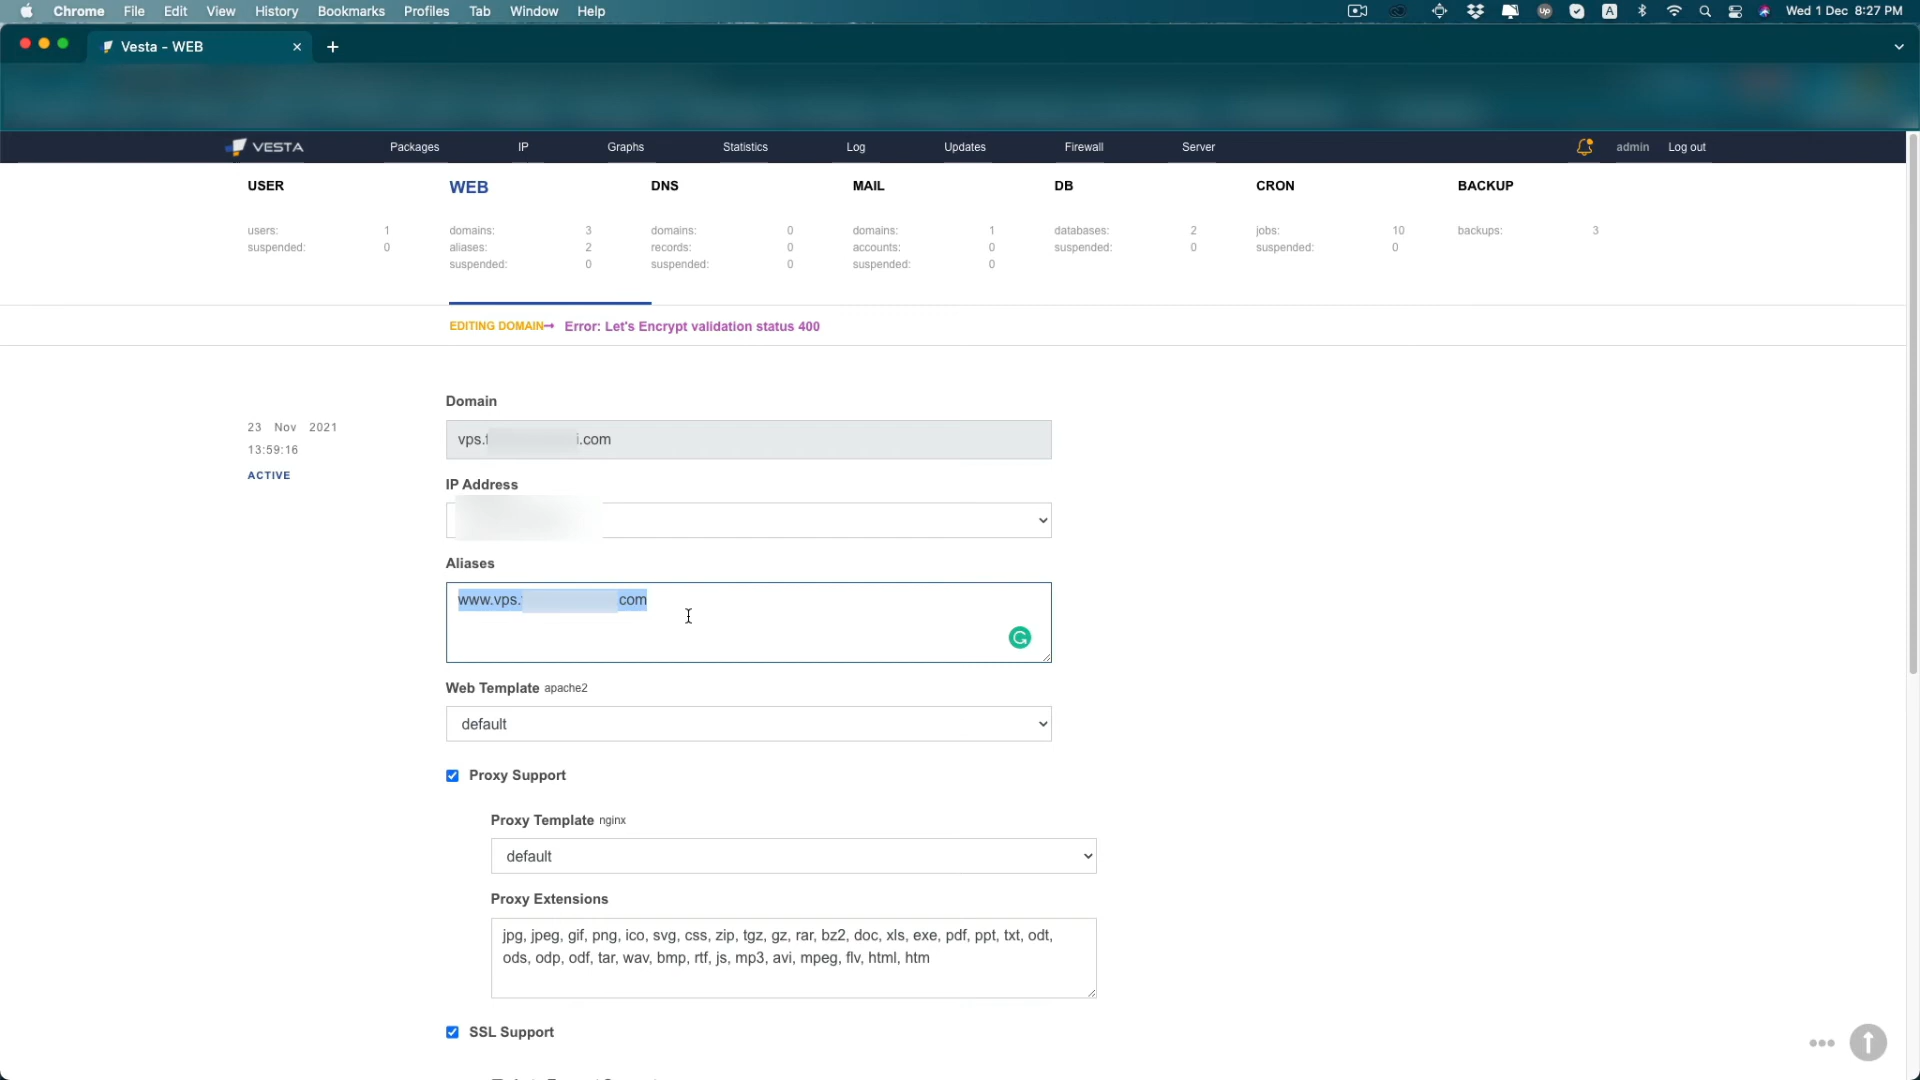 Chrome File Edit View History Bookmarks Profiles Tab Window Help
Wed 1 Dec 8:27 PM
Vesta - WEB
VESTA Packages IP Graphs Statistics Log Updates Firewall Server admin Log out
USER WEB DNS MAIL DB CRON BACKUP
users: 1 domains: 3 domains: 0 domains: 1 databases: 2 jobs: 10 backups: 3
suspended: 0 aliases: 2 records: 0 accounts: 0 suspended: 0 suspended: 0
suspended: 0 suspended: 0 suspended: 0
EDITING DOMAIN→ Error: Let's Encrypt validation status 400
Domain
23 Nov 2021
vps. .com
13:59:16
ACTIVE
IP Address
Aliases
www.vps. com
Web Template apache2
default
Proxy Support
Proxy Template nginx
default
Proxy Extensions
jpg, jpeg, gif, png, ico, svg, css, zip, tgz, gz, rar, bz2, doc, xls, exe, pdf, ppt, txt, odt,
ods, odp, odf, tar, wav, bmp, rtf, js, mp3, avi, mpeg, flv, html, htm
SSL Support